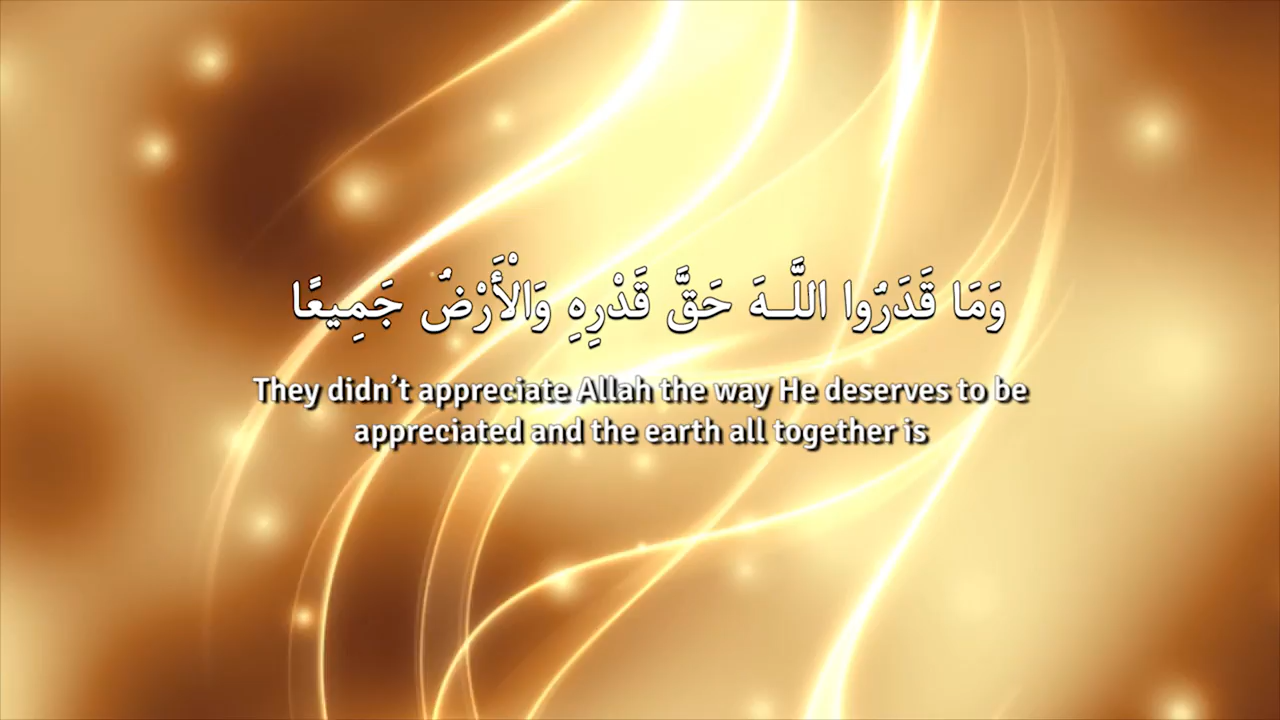 وَمَا قَدَرُوا اللَّـهَ حَقَّ قَدْرِهِ وَالْأَرْضُ جَمِيعًا
They didn’t appreciate Allah the way He deserves to be
appreciated and the earth all together is